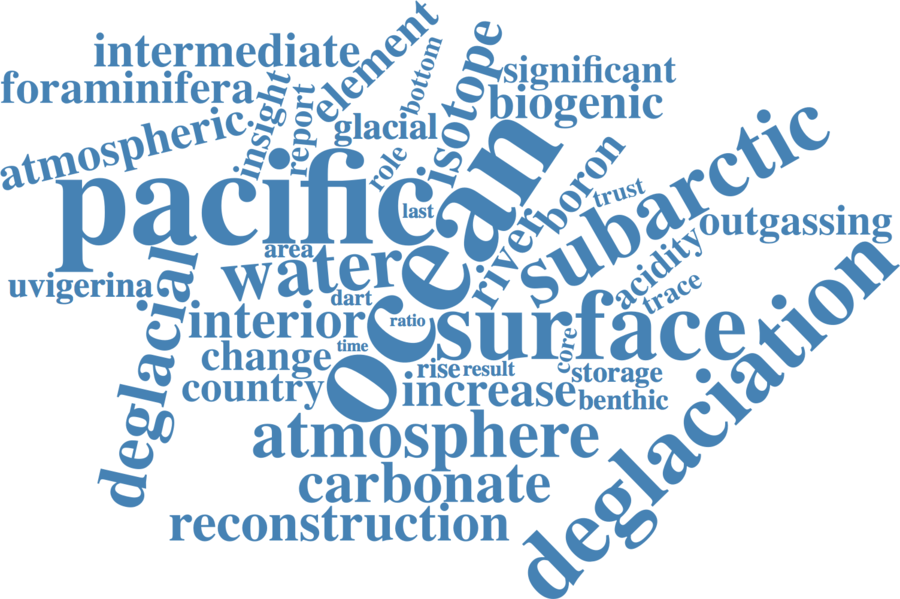 intermediate
element
bottom
isotope
significant
foraminifera
insight
report
glacial
biogenic
atmospheric
role
ocean
boron
subarctic
pacific
last
river
trust
outgassing
area
water
acidity
uvigerina
deglacial
dart
trace
interior
ratio
surface
deglaciation
change
time
core
country
rise
result
storage
increase
benthic
atmosphere
carbonate
reconstruction